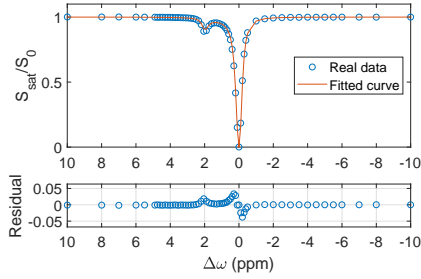 1
0.5
0
S_sat/S_0
Real data
Fitted curve
10 8 6 4 2 0 -2 -4 -6 -8 -10
0.05
0
-0.05
Residual
10 8 6 4 2 0 -2 -4 -6 -8 -10
Δω (ppm)